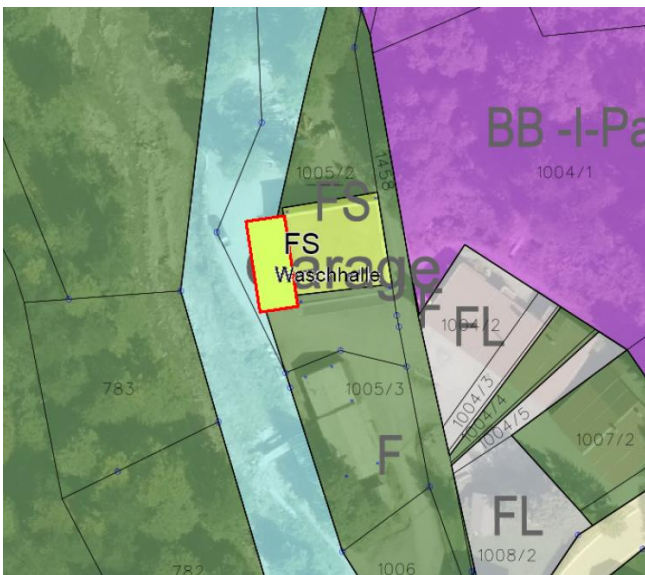 BB -I-Pa
1458
1004/1
1005/2
FS
FS
Garage
Waschhalle
F
1004/2
FL
783
1005/3
1004/3
1004/4
1004/5
1007/2
F
FL
1008/2
782
1006